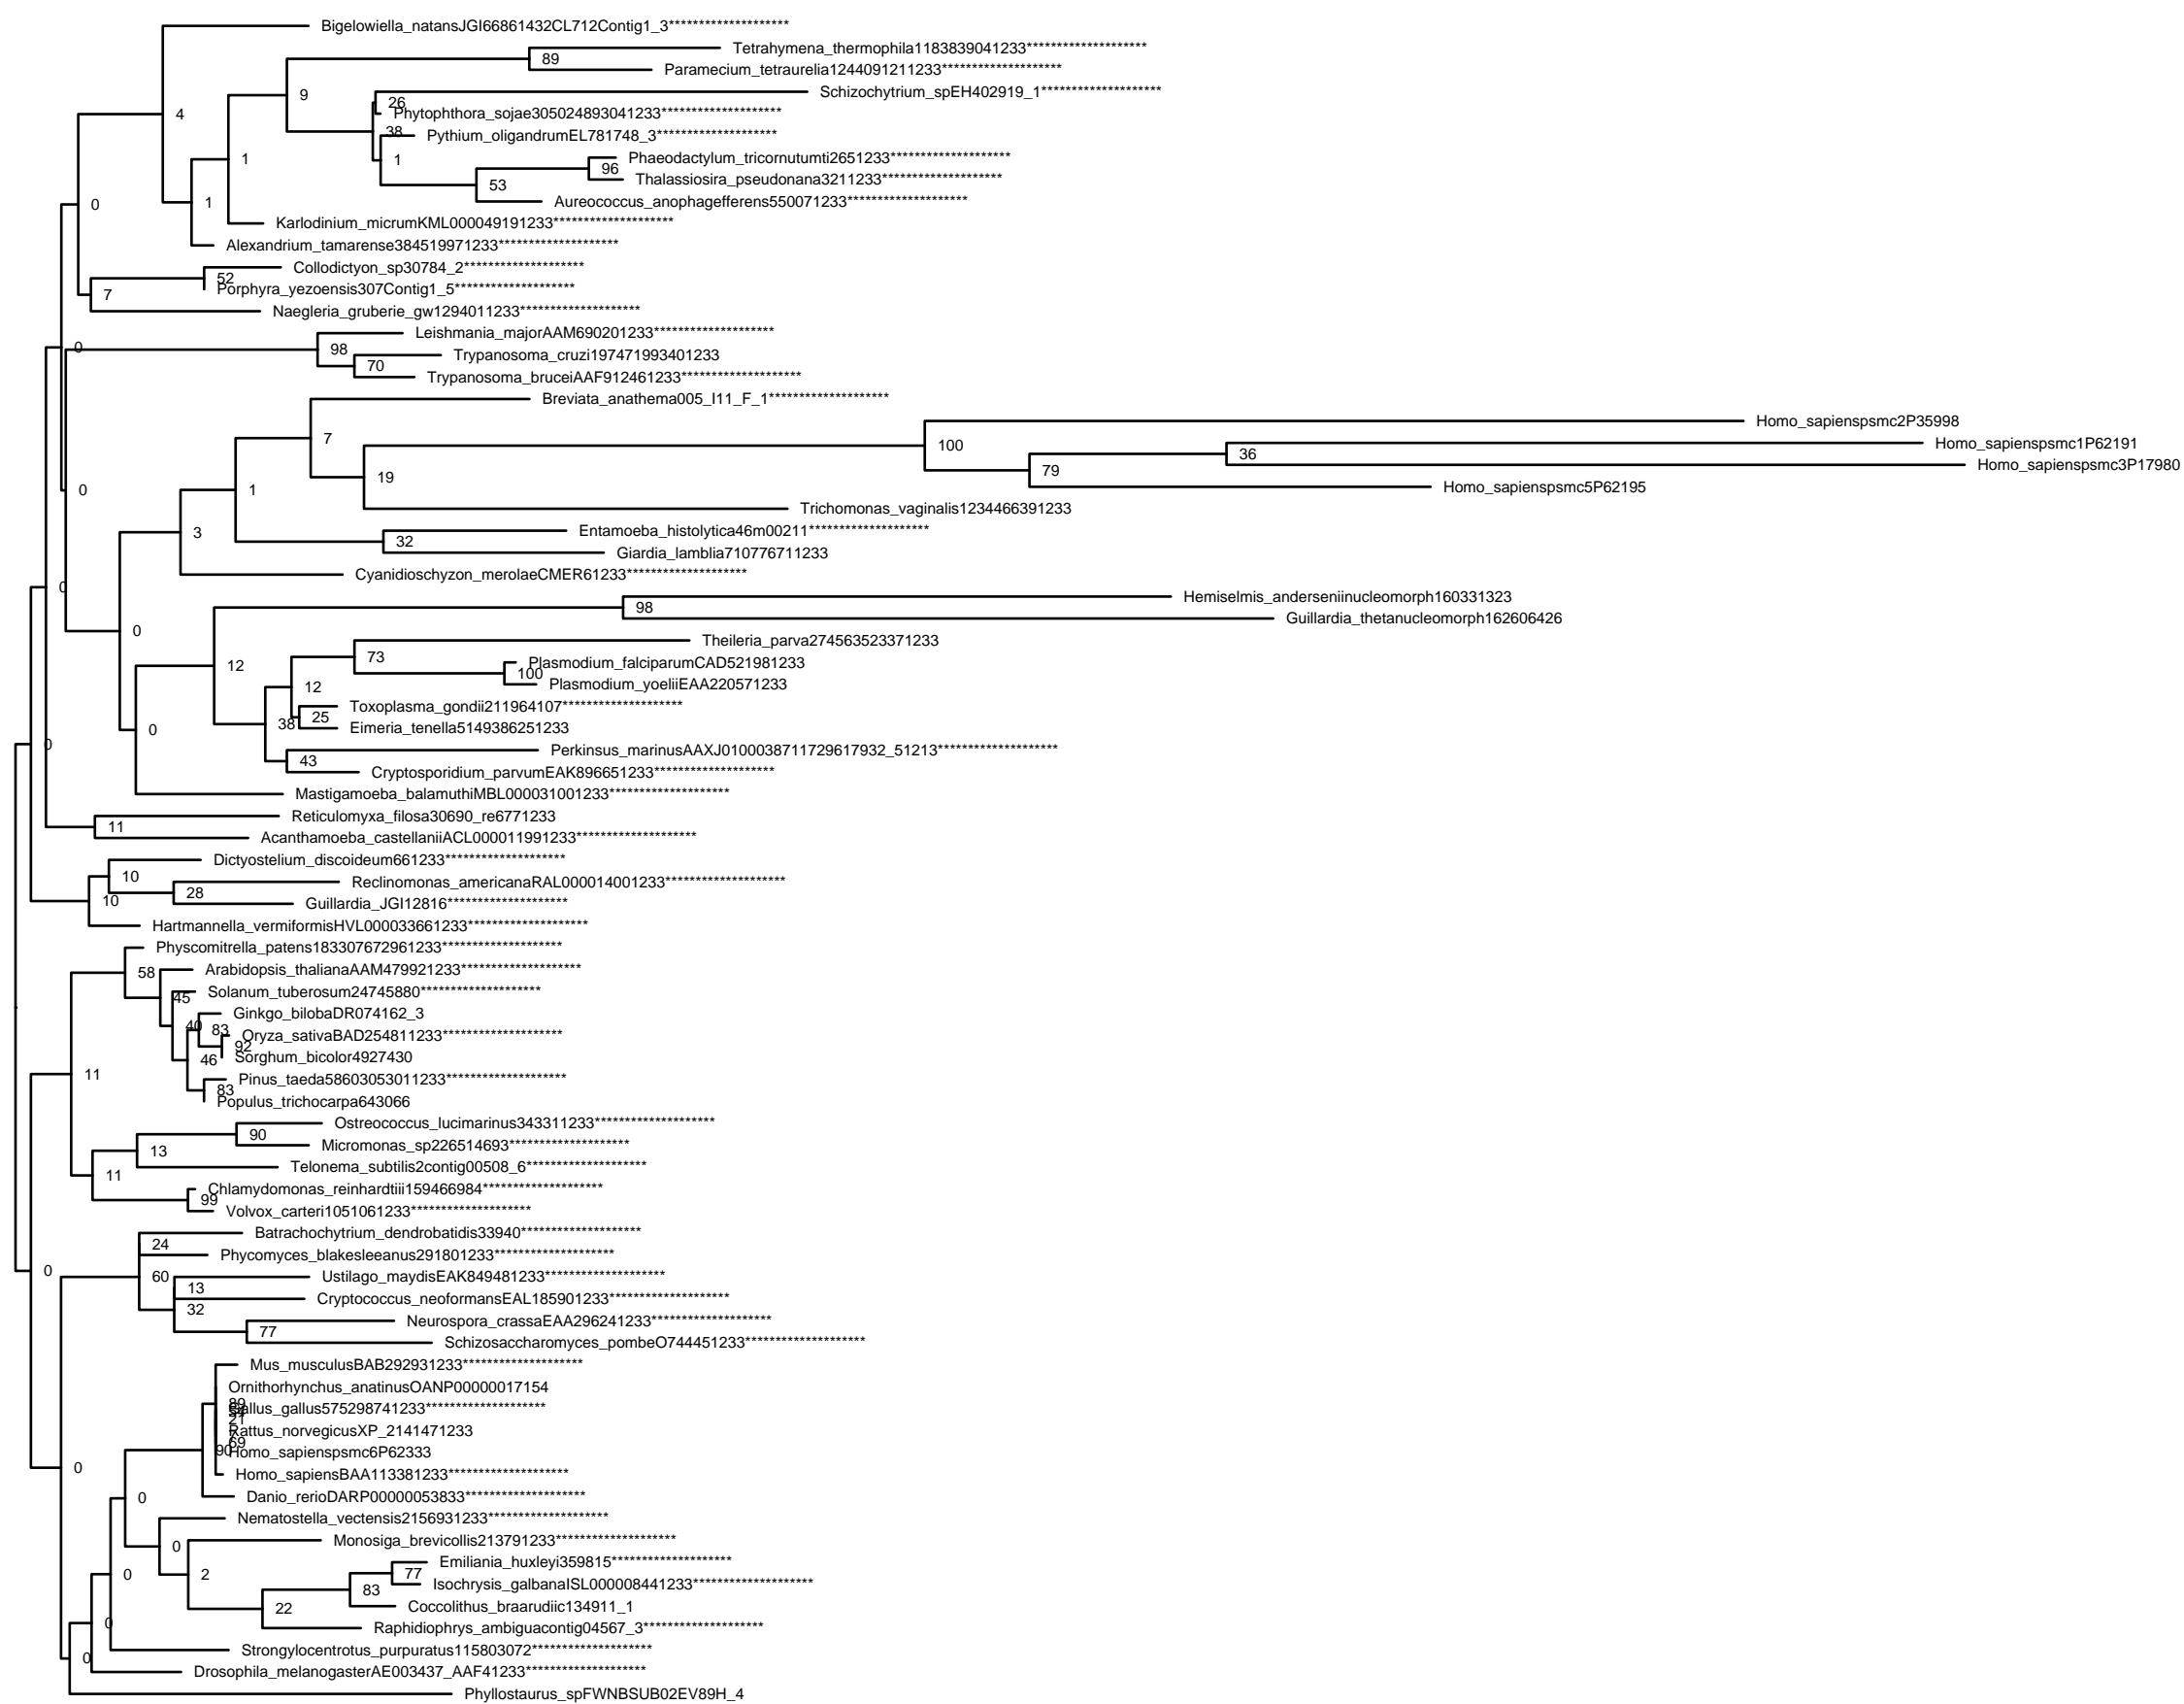 Bigelowiella_natansJGI66861432CL712Contig1_3********************
Tetrahymena_thermophila1183839041233********************
89
Paramecium_tetraurelia1244091211233********************
Schizochytrium_spEH402919_1********************
9
26
Phytophthora_sojae305024893041233********************
4
38
Pythium_oligandrumEL781748_3********************
Phaeodactylum_tricornutumti2651233********************
1
1
96
Thalassiosira_pseudonana3211233********************
53
Aureococcus_anophagefferens550071233********************
1
0
Karlodinium_micrumKML000049191233********************
Alexandrium_tamarense384519971233********************
Collodictyon_sp30784_2********************
52
Porphyra_yezoensis307Contig1_5********************
7
Naegleria_gruberie_gw1294011233********************
Leishmania_majorAAM690201233********************
0
98
Trypanosoma_cruzi197471993401233
70
Trypanosoma_bruceiAAF912461233********************
Breviata_anathema005_I11_F_1********************
Homo_sapienspsmc2P35998
7
100
Homo_sapienspsmc1P62191
36
Homo_sapienspsmc3P17980
79
19
Homo_sapienspsmc5P62195
0
1
Trichomonas_vaginalis1234466391233
Entamoeba_histolytica46m00211********************
3
32
Giardia_lamblia710776711233
Cyanidioschyzon_merolaeCMER61233********************
0
Hemiselmis_anderseniinucleomorph160331323
98
Guillardia_thetanucleomorph162606426
0
Theileria_parva274563523371233
73
Plasmodium_falciparumCAD521981233
12
100
Plasmodium_yoeliiEAA220571233
12
Toxoplasma_gondii211964107********************
25
38
Eimeria_tenella5149386251233
0
0
Perkinsus_marinusAAXJ0100038711729617932_51213********************
43
Cryptosporidium_parvumEAK896651233********************
Mastigamoeba_balamuthiMBL000031001233********************
Reticulomyxa_filosa30690_re6771233
11
Acanthamoeba_castellaniiACL000011991233********************
Dictyostelium_discoideum661233********************
10
Reclinomonas_americanaRAL000014001233********************
28
10
Guillardia_JGI12816********************
Hartmannella_vermiformisHVL000033661233********************
Physcomitrella_patens183307672961233********************
58
Arabidopsis_thalianaAAM479921233********************
45
Solanum_tuberosum24745880********************
Ginkgo_bilobaDR074162_3
40
83
Oryza_sativaBAD254811233********************
92
46
Sorghum_bicolor4927430
11
Pinus_taeda58603053011233********************
83
Populus_trichocarpa643066
Ostreococcus_lucimarinus343311233********************
90
Micromonas_sp226514693********************
13
Telonema_subtilis2contig00508_6********************
11
Chlamydomonas_reinhardtiii159466984********************
99
Volvox_carteri1051061233********************
Batrachochytrium_dendrobatidis33940********************
24
Phycomyces_blakesleeanus291801233********************
0
60
Ustilago_maydisEAK849481233********************
13
Cryptococcus_neoformansEAL185901233********************
32
Neurospora_crassaEAA296241233********************
77
Schizosaccharomyces_pombeO744451233********************
Mus_musculusBAB292931233********************
Ornithorhynchus_anatinusOANP00000017154
Gallus_gallus575298741233********************
21
Rattus_norvegicusXP_2141471233
69
90
Homo_sapienspsmc6P62333
0
Homo_sapiensBAA113381233********************
Danio_rerioDARP00000053833********************
0
Nematostella_vectensis2156931233********************
Monosiga_brevicollis213791233********************
0
Emiliania_huxleyi359815********************
0
2
77
Isochrysis_galbanaISL000008441233********************
83
Coccolithus_braarudiic134911_1
22
0
Raphidiophrys_ambiguacontig04567_3********************
Strongylocentrotus_purpuratus115803072********************
0
Drosophila_melanogasterAE003437_AAF41233********************
Phyllostaurus_spFWNBSUB02EV89H_4